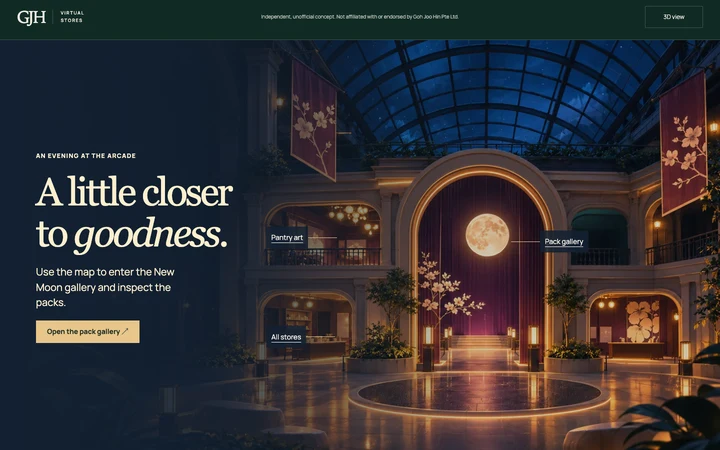 GJH
VIRTUAL
STORES
Independent, unofficial concept. Not affiliated with or endorsed by Goh Joo Hin Pte Ltd.
3D view
AN EVENING AT THE ARCADE
A little closer
to goodness.
Use the map to enter the New
Moon gallery and inspect the
packs.
Open the pack gallery ↗
Pantry art
Pack gallery
All stores